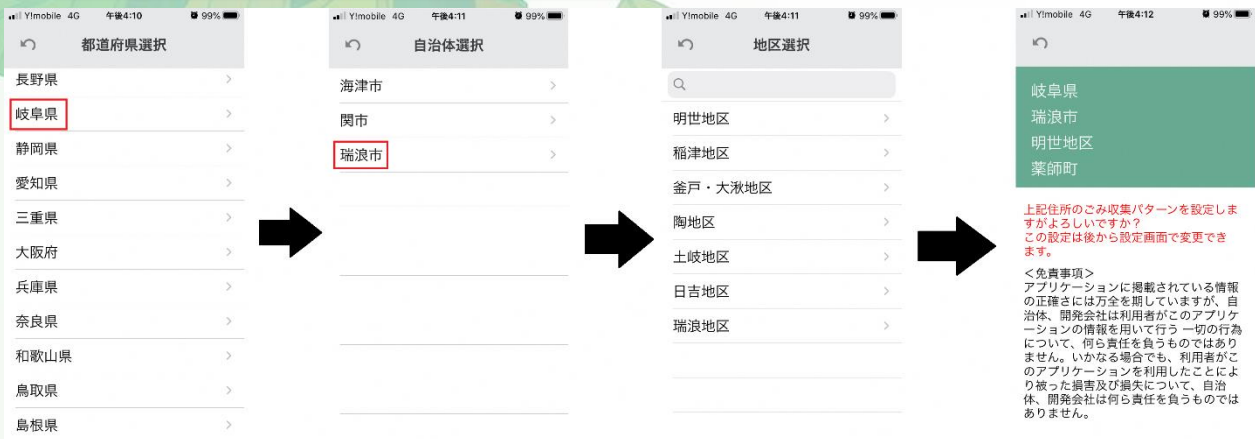 Y!mobile 4G 午後4:10 99%
都道府県選択
長野県
岐阜県
静岡県
愛知県
三重県
大阪府
兵庫県
奈良県
和歌山県
鳥取県
島根県
Y!mobile 4G 午後4:11 99%
自治体選択
海津市
関市
瑞浪市
Y!mobile 4G 午後4:11 99%
地区選択
明世地区
稲津地区
釜戸・大湫地区
陶地区
土岐地区
日吉地区
瑞浪地区
Y!mobile 4G 午後4:12 99%
岐阜県
瑞浪市
明世地区
薬師町
上記住所のごみ収集パターンを設定しま
すがよろしいですか？
この設定は後から設定画面で変更でき
ます。
＜免責事項＞
アプリケーションに掲載されている情報
の正確さには万全を期していますが、自
治体、開発会社は利用者がこのアプリケ
ーションの情報を用いて行う 一切の行為
について、何ら責任を負うものではあり
ません。いかなる場合でも、利用者がこ
のアプリケーションを利用したことによ
り被った損害及び損失について、自治
体、開発会社は何ら責任を負うものでは
ありません。